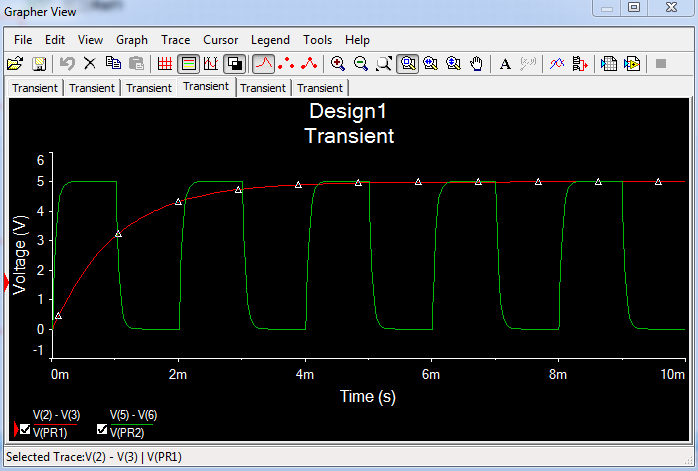 Grapher View
File Edit View Graph Trace Cursor Legend Tools Help
A
Transient Transient Transient Transient Transient Transient
Design1
Transient
6
5
4
3
2
1
0
-1
Voltage (V)
0m 2m 4m 6m 8m 10m
Time (s)
V(2) - V(3) V(5) - V(6)
V(PR1) V(PR2)
Selected Trace:V(2) - V(3) | V(PR1)